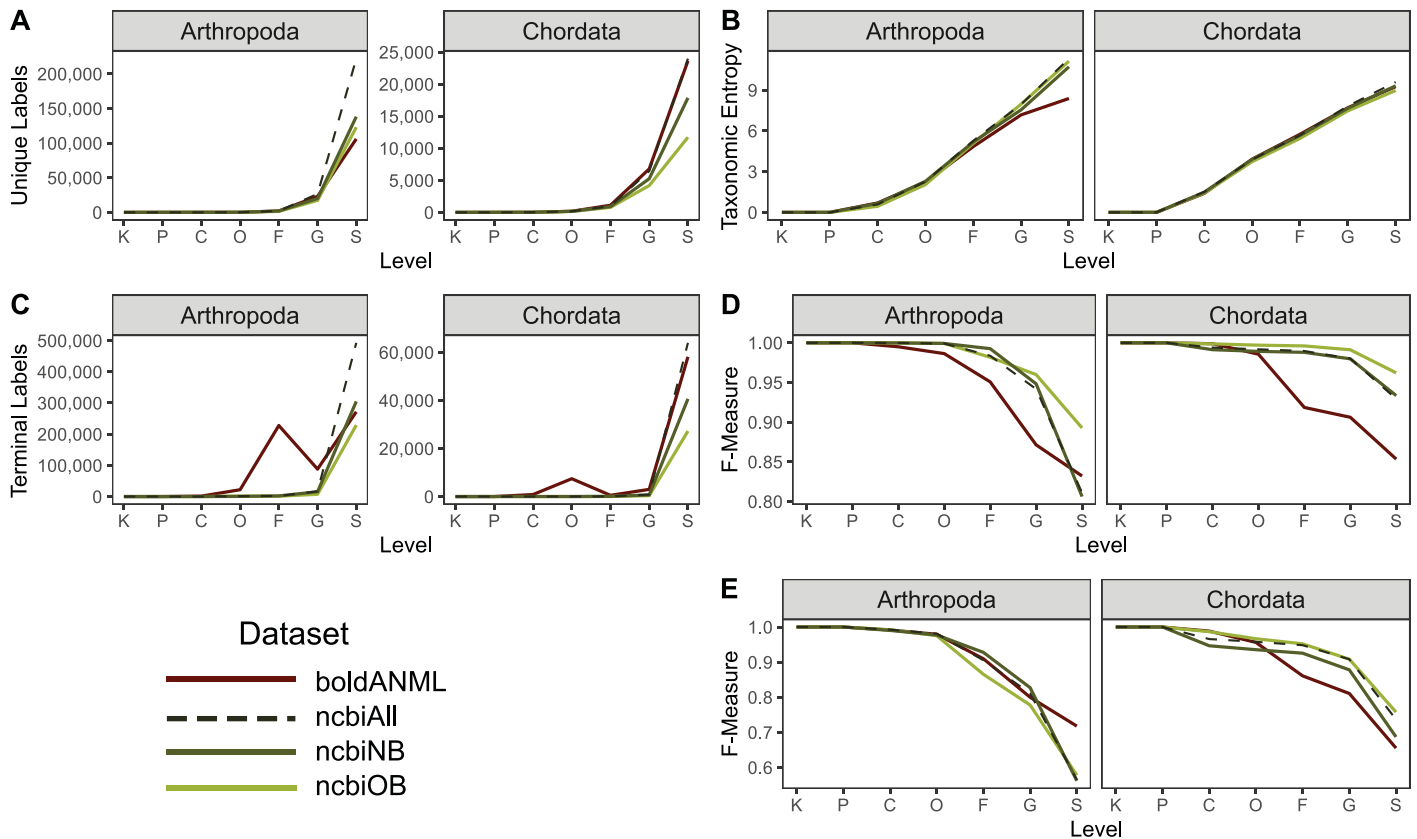 A
Arthropoda
Chordata
Unique Labels
200,000
150,000
100,000
50,000
0
25,000
20,000
15,000
10,000
5,000
0
K P C O F G S
K P C O F G S
Level
B
Arthropoda
Chordata
Taxonomic Entropy
9
6
3
0
K P C O F G S
K P C O F G S
Level
C
Arthropoda
Chordata
Terminal Labels
500,000
400,000
300,000
200,000
100,000
0
60,000
40,000
20,000
0
K P C O F G S
K P C O F G S
Level
D
Arthropoda
Chordata
F-Measure
1.00
0.95
0.90
0.85
0.80
K P C O F G S
K P C O F G S
Level
E
Arthropoda
Chordata
F-Measure
1.0
0.9
0.8
0.7
0.6
K P C O F G S
K P C O F G S
Level
Dataset
boldANML
ncbiAll
ncbiNB
ncbiOB